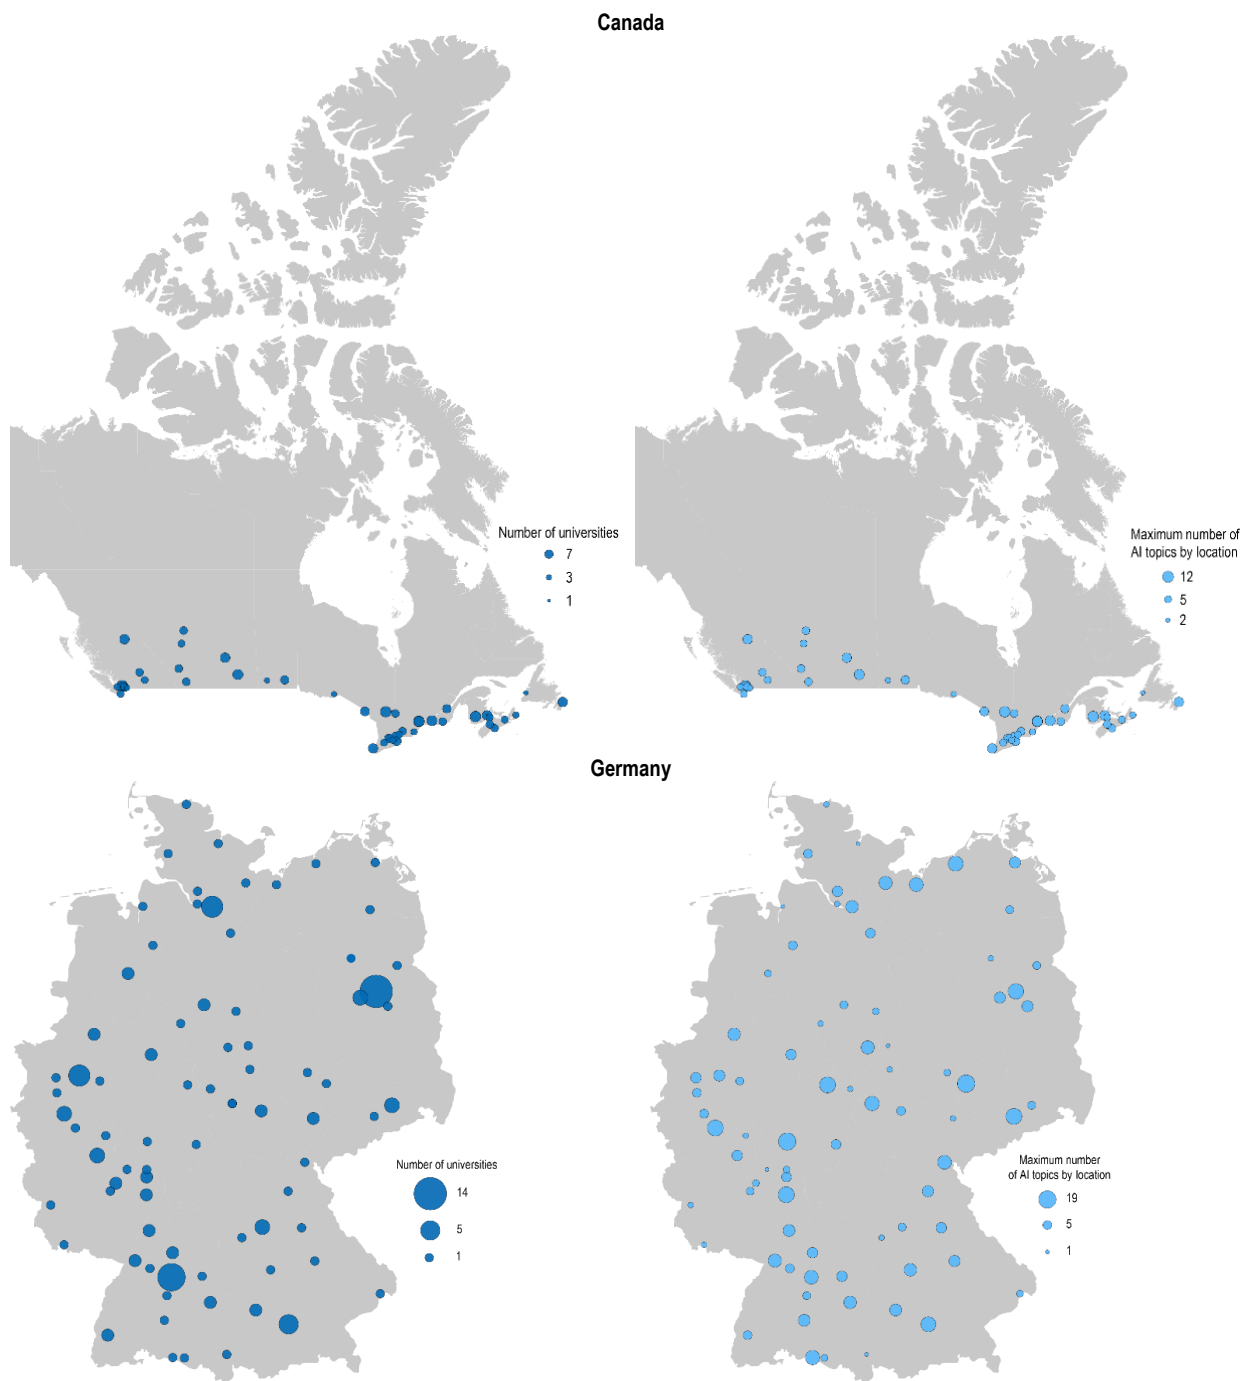 Canada
Number of universities
7
3
1
Maximum number of
AI topics by location
12
5
2
Germany
Number of universities
14
5
1
Maximum number
of AI topics by location
19
5
1